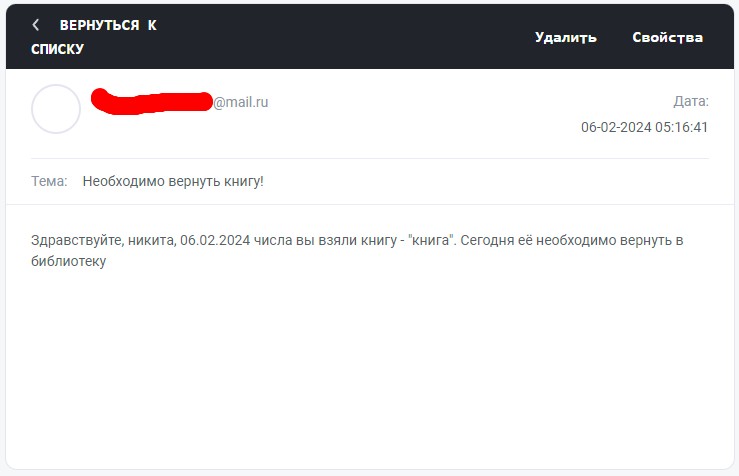 ВЕРНУТЬСЯ К
СПИСКУ
Удалить Свойства
@mail.ru
Дата:
06-02-2024 05:16:41
Тема: Необходимо вернуть книгу!
Здравствуйте, никита, 06.02.2024 числа вы взяли книгу - "книга". Сегодня её необходимо вернуть в
библиотеку